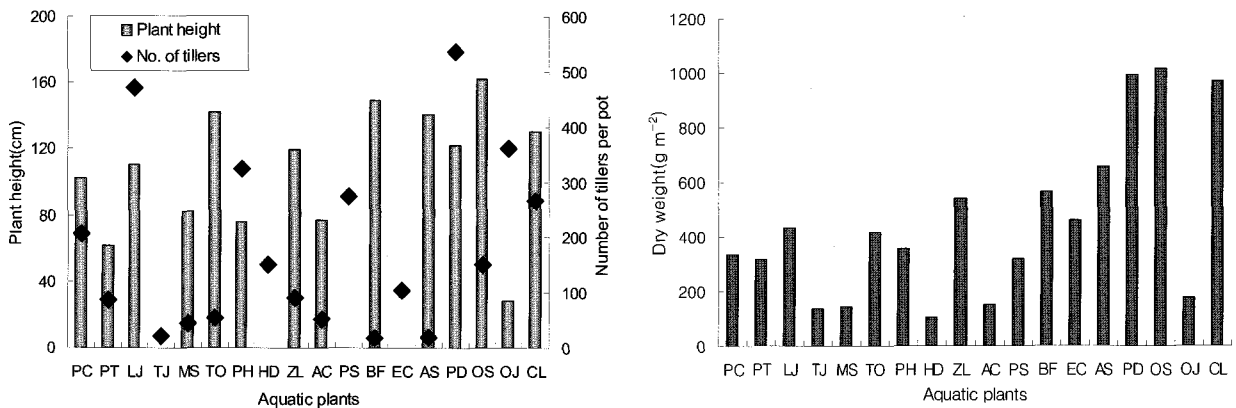 200
160
120
80
40
0
Plant height(cm)
Plant height
No. of tillers
600
500
400
300
200
100
0
Number of tillers per pot
PC PT LJ TJ MS TO PH HD ZL AC PS BF EC AS PD OS OJ CL
Aquatic plants
1200
1000
800
600
400
200
0
Dry weight(g m⁻²)
PC PT LJ TJ MS TO PH HD ZL AC PS BF EC AS PD OS OJ CL
Aquatic plants